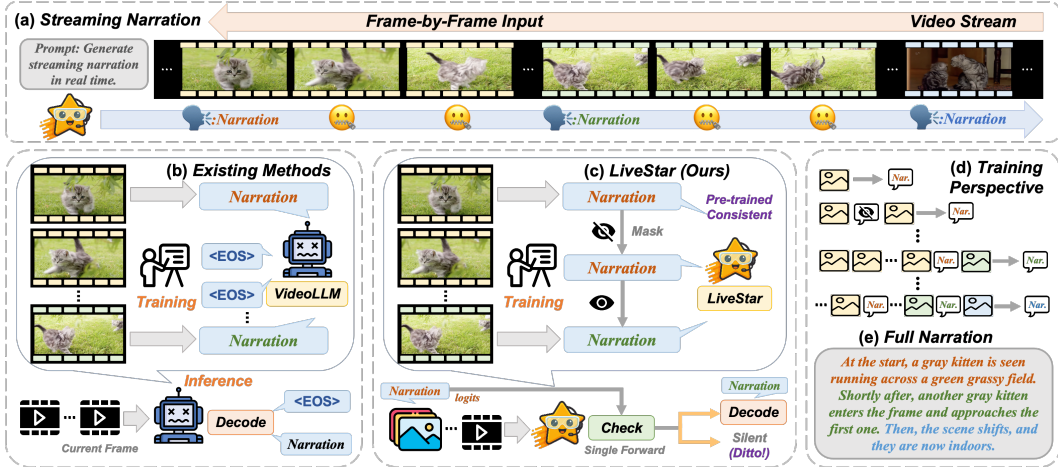 (a) Streaming Narration
Frame-by-Frame Input
Video Stream
Prompt: Generate
streaming narration
in real time.
...
...
...
:Narration
:Narration
:Narration
(b) Existing Methods
Narration
<EOS>
Training
<EOS>
VideoLLM
Narration
Inference
<EOS>
Decode
Narration
...
Current Frame
(c) LiveStar (Ours)
Narration
Pre-trained
Consistent
Mask
Narration
Training
LiveStar
Narration
Narration
logits
Narration
Decode
...
Check
Silent
(Ditto!)
Single Forward
(d) Training
Perspective
Nar.
Nar.
... Nar. Nar.
... Nar. ... Nar. Nar.
(e) Full Narration
At the start, a gray kitten is seen
running across a green grassy field.
Shortly after, another gray kitten
enters the frame and approaches the
first one. Then, the scene shifts, and
they are now indoors.